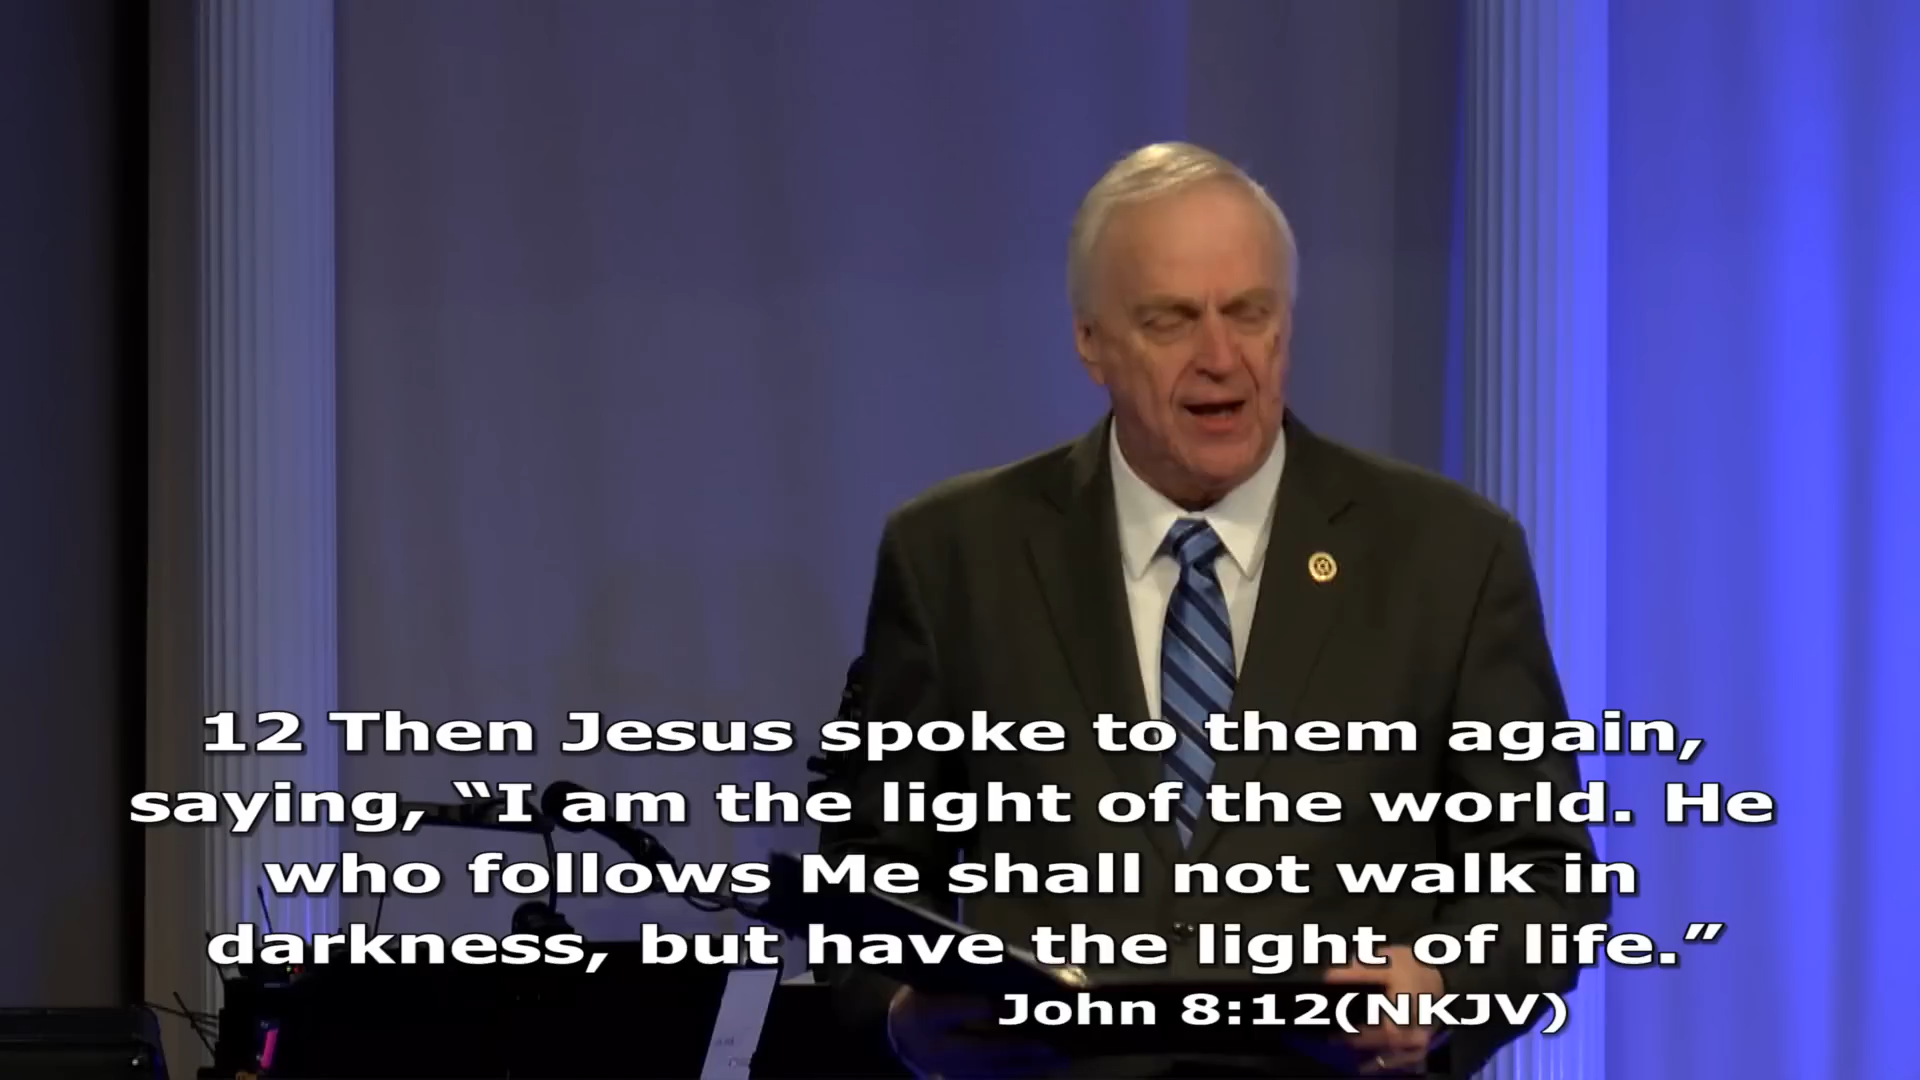 12 Then Jesus spoke to them again,
saying, “I am the light of the world. He
who follows Me shall not walk in
darkness, but have the light of life.”
John 8:12(NKJV)